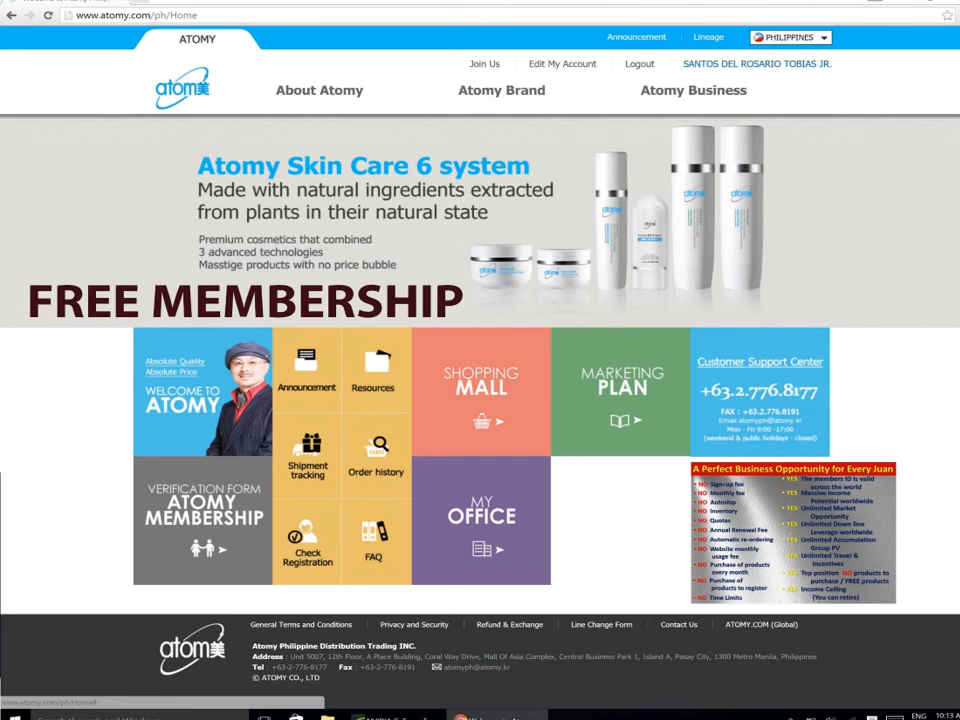 www.atomy.com/ph/Home
ATOMY
Announcement
Lineage
PHILIPPINES
Join Us
Edit My Account
Logout
SANTOS DEL ROSARIO TOBIAS JR.
atom美
About Atomy
Atomy Brand
Atomy Business
Atomy Skin Care 6 system
Made with natural ingredients extracted
from plants in their natural state
Premium cosmetics that combined
3 advanced technologies
Masstige products with no price bubble
FREE MEMBERSHIP
Absolute Quality
Absolute Price
WELCOME TO
ATOMY
Announcement
Resources
Shipment
tracking
Order history
Check
Registration
FAQ
SHOPPING
MALL
MARKETING
PLAN
Customer Support Center
+63.2.776.8177
FAX : +63.2.776.8191
Email atomyph@atomy.kr
Mon - Fri 9:00 -17:00
(weekend & public holidays - closed)
VERIFICATION FORM
ATOMY
MEMBERSHIP
MY
OFFICE
A Perfect Business Opportunity for Every Juan
• NO Sign-up fee
• NO Monthly fee
• NO Autoship
• NO Inventory
• NO Quotas
• NO Annual Renewal Fee
• NO Automatic re-ordering
• NO Website monthly
usage fee
• NO Purchase of products
every month
• NO Purchase of
products to register
• NO Time Limits
• YES The members ID is valid
across the world
• YES Massive income
Potential worldwide
• YES Unlimited Market
Opportunity
• YES Unlimited Down line
Leverage worldwide
• YES Unlimited Accumulation
Group PV
• YES Unlimited Travel &
Incentives
• YES Top position NO products to
purchase / FREE products
• YES Income Ceiling
(You can retire)
atom美
General Terms and Conditions
Privacy and Security
Refund & Exchange
Line Change Form
Contact Us
ATOMY.COM (Global)
Atomy Philippine Distribution Trading INC.
Address : Unit 5007, 12th Floor, A Place Building, Coral Way Drive, Mall Of Asia Complex, Central Business Park 1, Island A, Pasay City, 1300 Metro Manila, Philippines
Tel : +63-2-776-8177 Fax : +63-2-776-8191 atomyph@atomy.kr
© ATOMY CO., LTD
www.atomy.com/ph/Home#
ENG
10:13 A